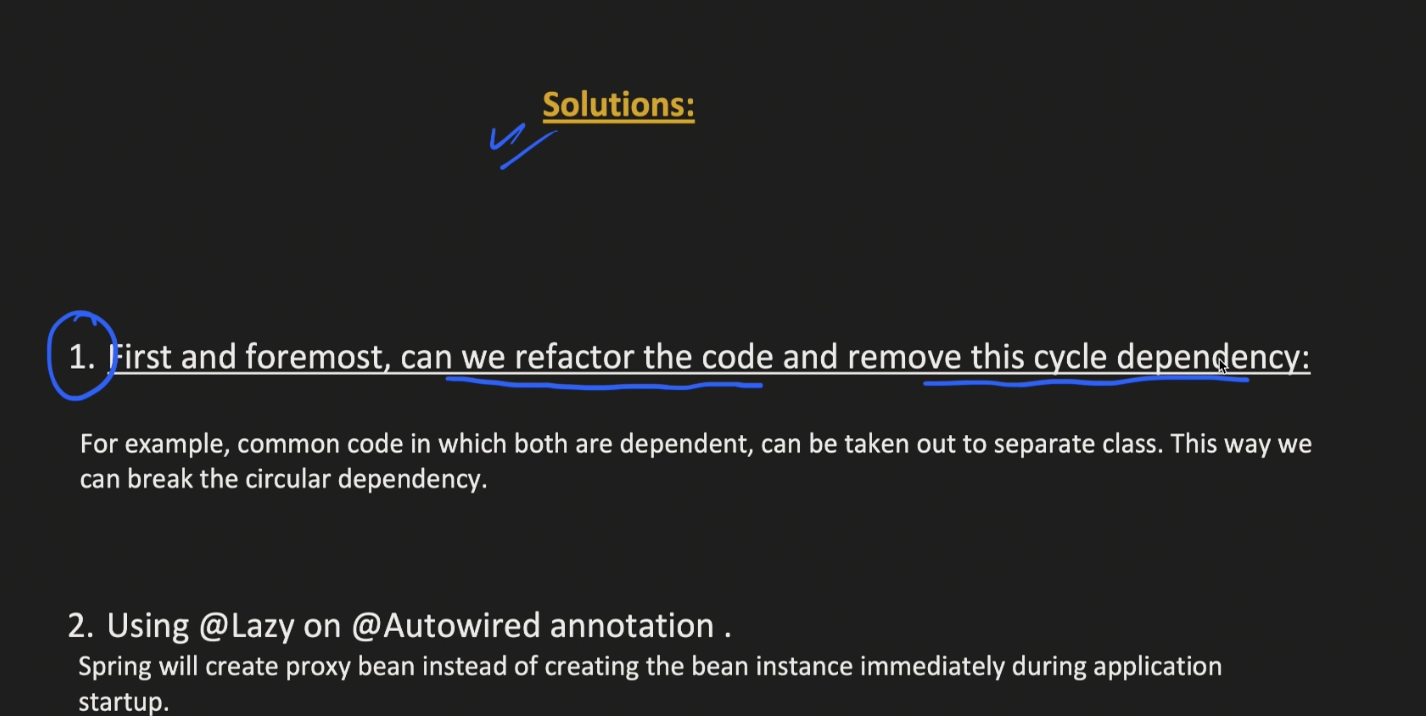 Solutions:
1. First and foremost, can we refactor the code and remove this cycle dependency:
For example, common code in which both are dependent, can be taken out to separate class. This way we
can break the circular dependency.
2. Using @Lazy on @Autowired annotation .
Spring will create proxy bean instead of creating the bean instance immediately during application
startup.